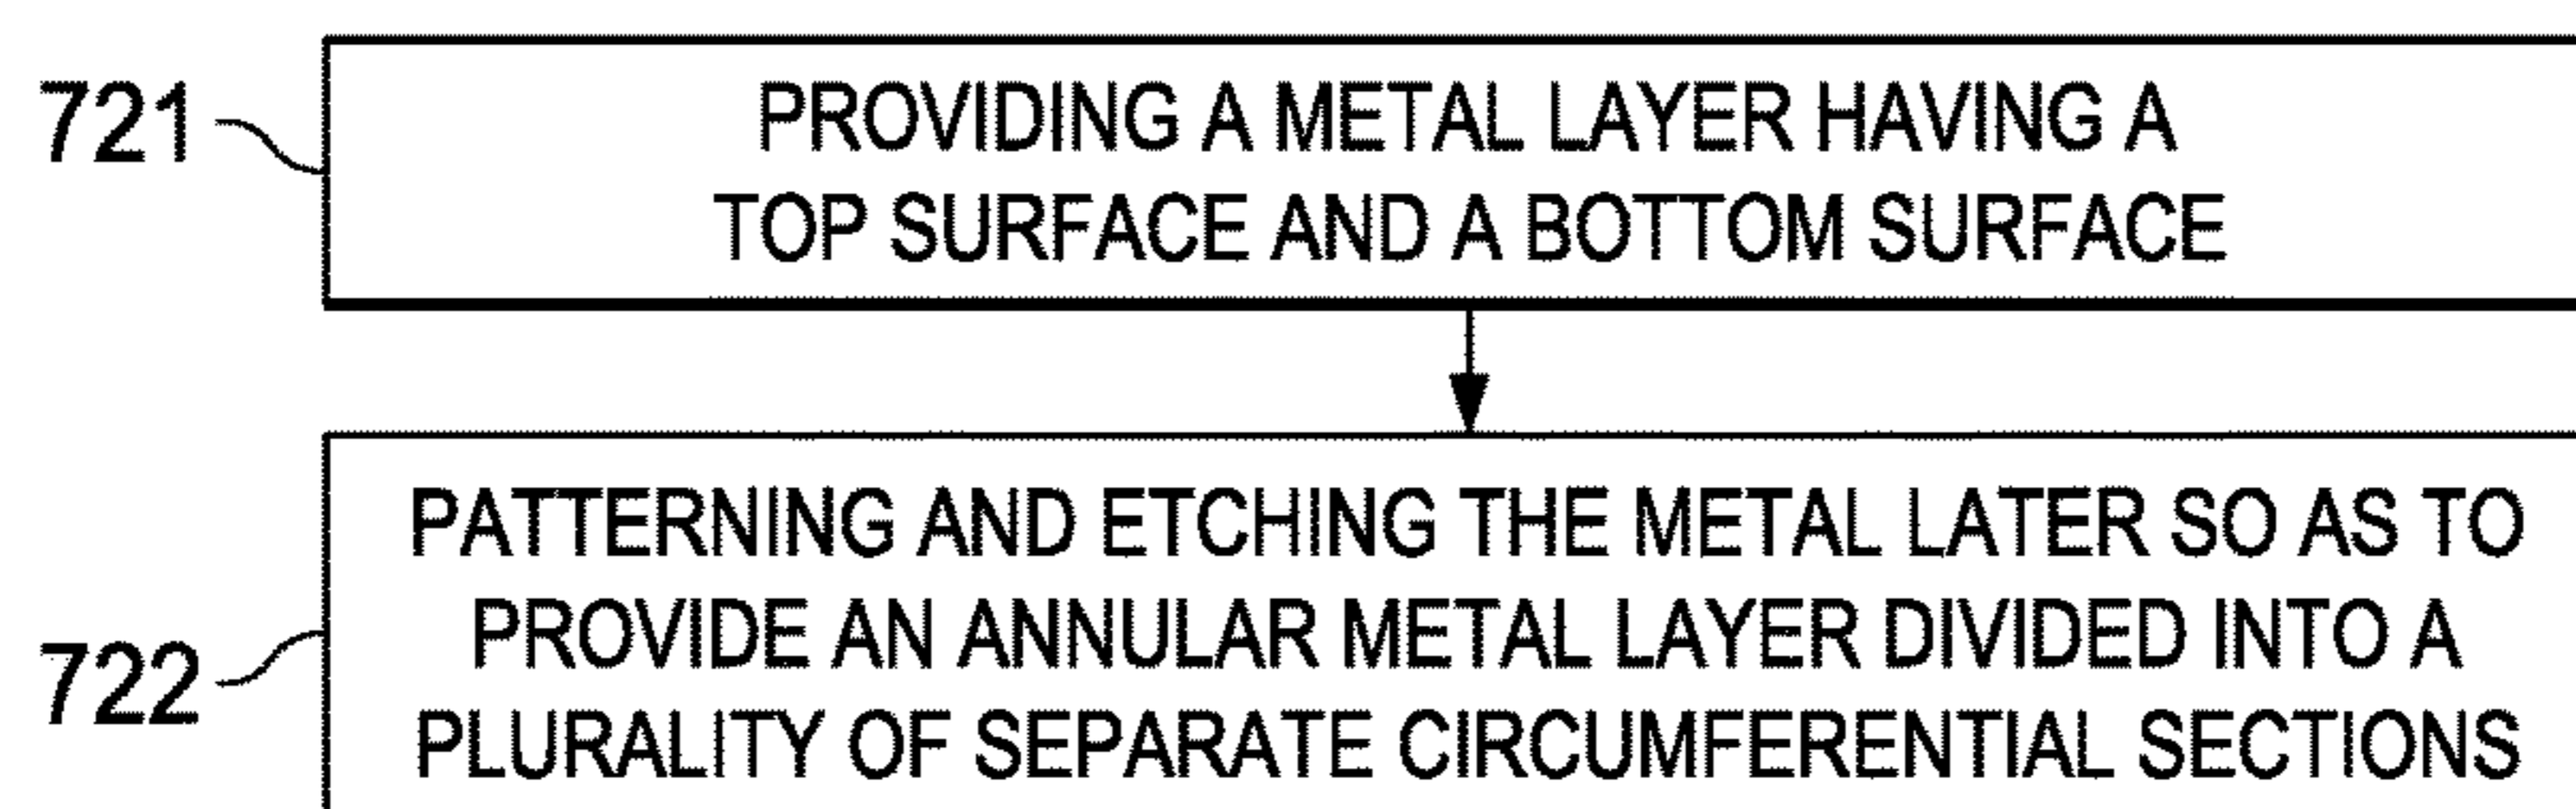 721
PROVIDING A METAL LAYER HAVING A
TOP SURFACE AND A BOTTOM SURFACE
722
PATTERNING AND ETCHING THE METAL LATER SO AS TO
PROVIDE AN ANNULAR METAL LAYER DIVIDED INTO A
PLURALITY OF SEPARATE CIRCUMFERENTIAL SECTIONS